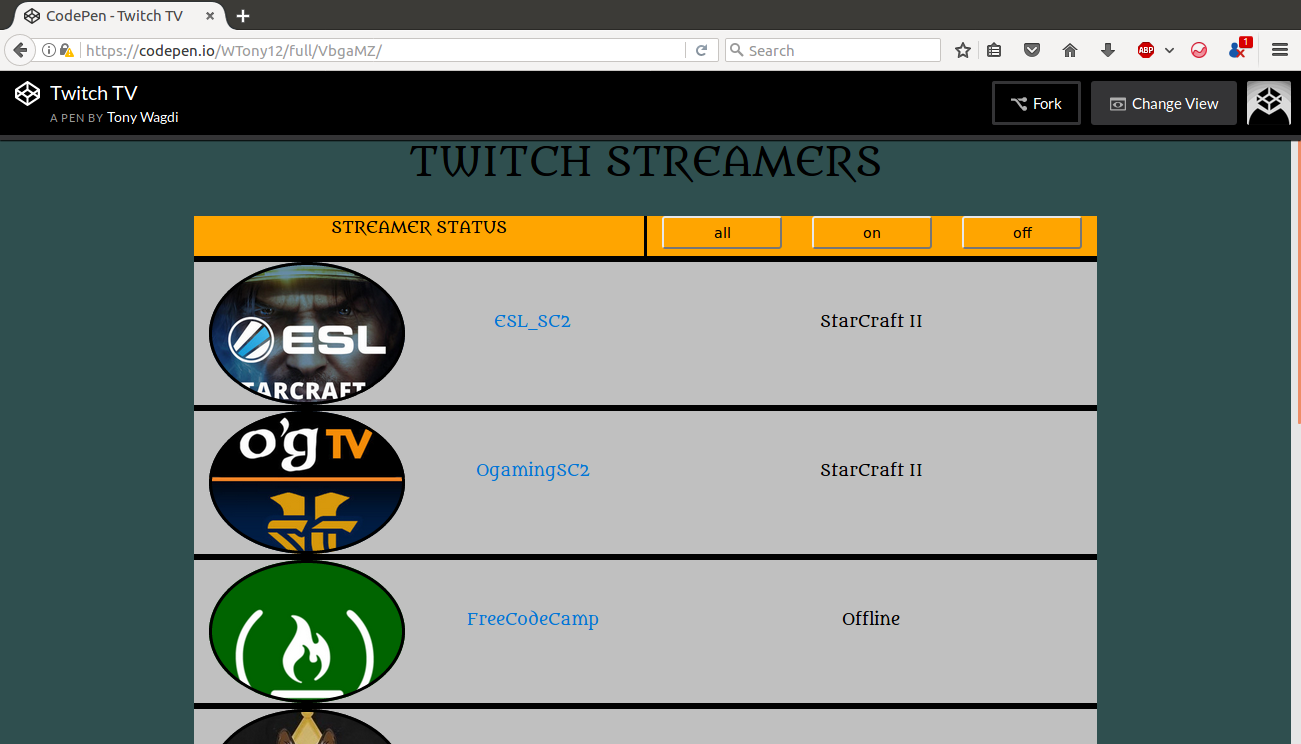 CodePen - Twitch TV
https://codepen.io/WTony12/full/VbgaMZ/
Search
ABP
1
Twitch TV
A PEN BY Tony Wagdi
Fork
Change View
TWITCH STREAMERS
STREAMER STATUS
all
on
off
ESL
STARCRAFT
ESL_SC2
StarCraft II
o'g TV
OgamingSC2
StarCraft II
FreeCodeCamp
Offline